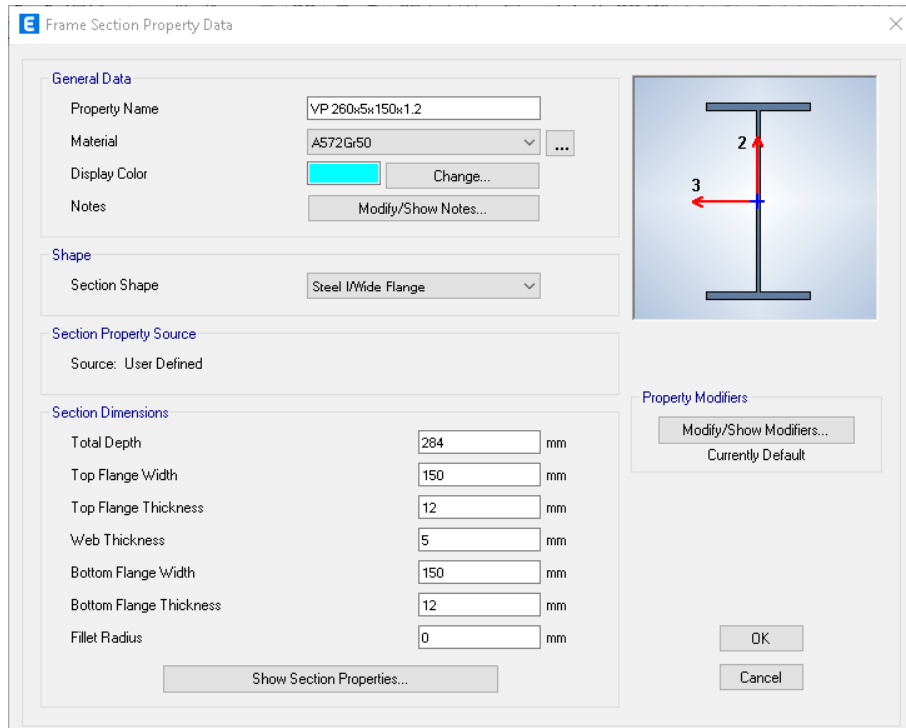 E Frame Section Property Data
General Data
Property Name VP 260x5x150x1.2
Material A572Gr50 ...
Display Color Change...
Notes Modify/Show Notes...
Shape
Section Shape Steel I/Wide Flange
Section Property Source
Source: User Defined
Section Dimensions
Total Depth 284 mm
Top Flange Width 150 mm
Top Flange Thickness 12 mm
Web Thickness 5 mm
Bottom Flange Width 150 mm
Bottom Flange Thickness 12 mm
Fillet Radius 0 mm
Show Section Properties...
2
3
Property Modifiers
Modify/Show Modifiers...
Currently Default
OK
Cancel